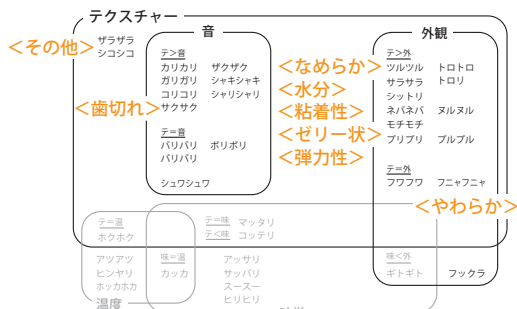 テクスチャー
音
外観
<その他>
ザラザラ
シコシコ
テ>音
カリカリ ザクザク
ガリガリ シャキシャキ
コリコリ シャリシャリ
サクサク
<歯切れ>
テ=音
バリバリ ポリポリ
パリパリ
シュワシュワ
<なめらか>
<水分>
<粘着性>
<ゼリー状>
<弾力性>
テ>外
ツルツル トロトロ
サラサラ トロリ
シットリ
ネバネバ ヌルヌル
モチモチ
プリプリ プルプル
テ=外
フワフワ フニャフニャ
<やわらか>
テ=温
ホクホク
テ=味 マッタリ
テ<味 コッテリ
アツアツ
ヒンヤリ
ホッカホカ
温度
味=温
カッカ
アッサリ
サッパリ
スースー
ヒリヒリ
味<外
ギトギト
フックラ